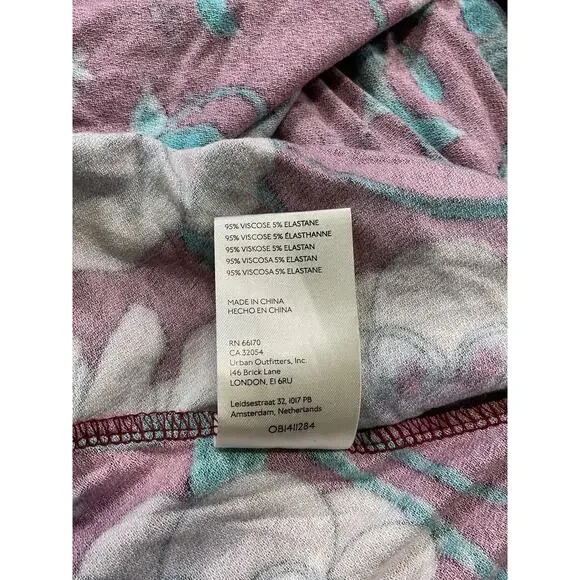 95% VISCOSE 5% ELASTANE
95% VISCOSE 5% ÉLASTHANNE
95% VISKOSE 5% ELASTAN
95% VISCOSA 5% ELASTAN
95% VISCOSA 5% ELASTANE
MADE IN CHINA
HECHO EN CHINA
RN 66170
CA 32054
Urban Outfitters, Inc.
146 Brick Lane
LONDON, E1 6RU
Leidsestraat 32, 1017 PB
Amsterdam, Netherlands
OB1411284